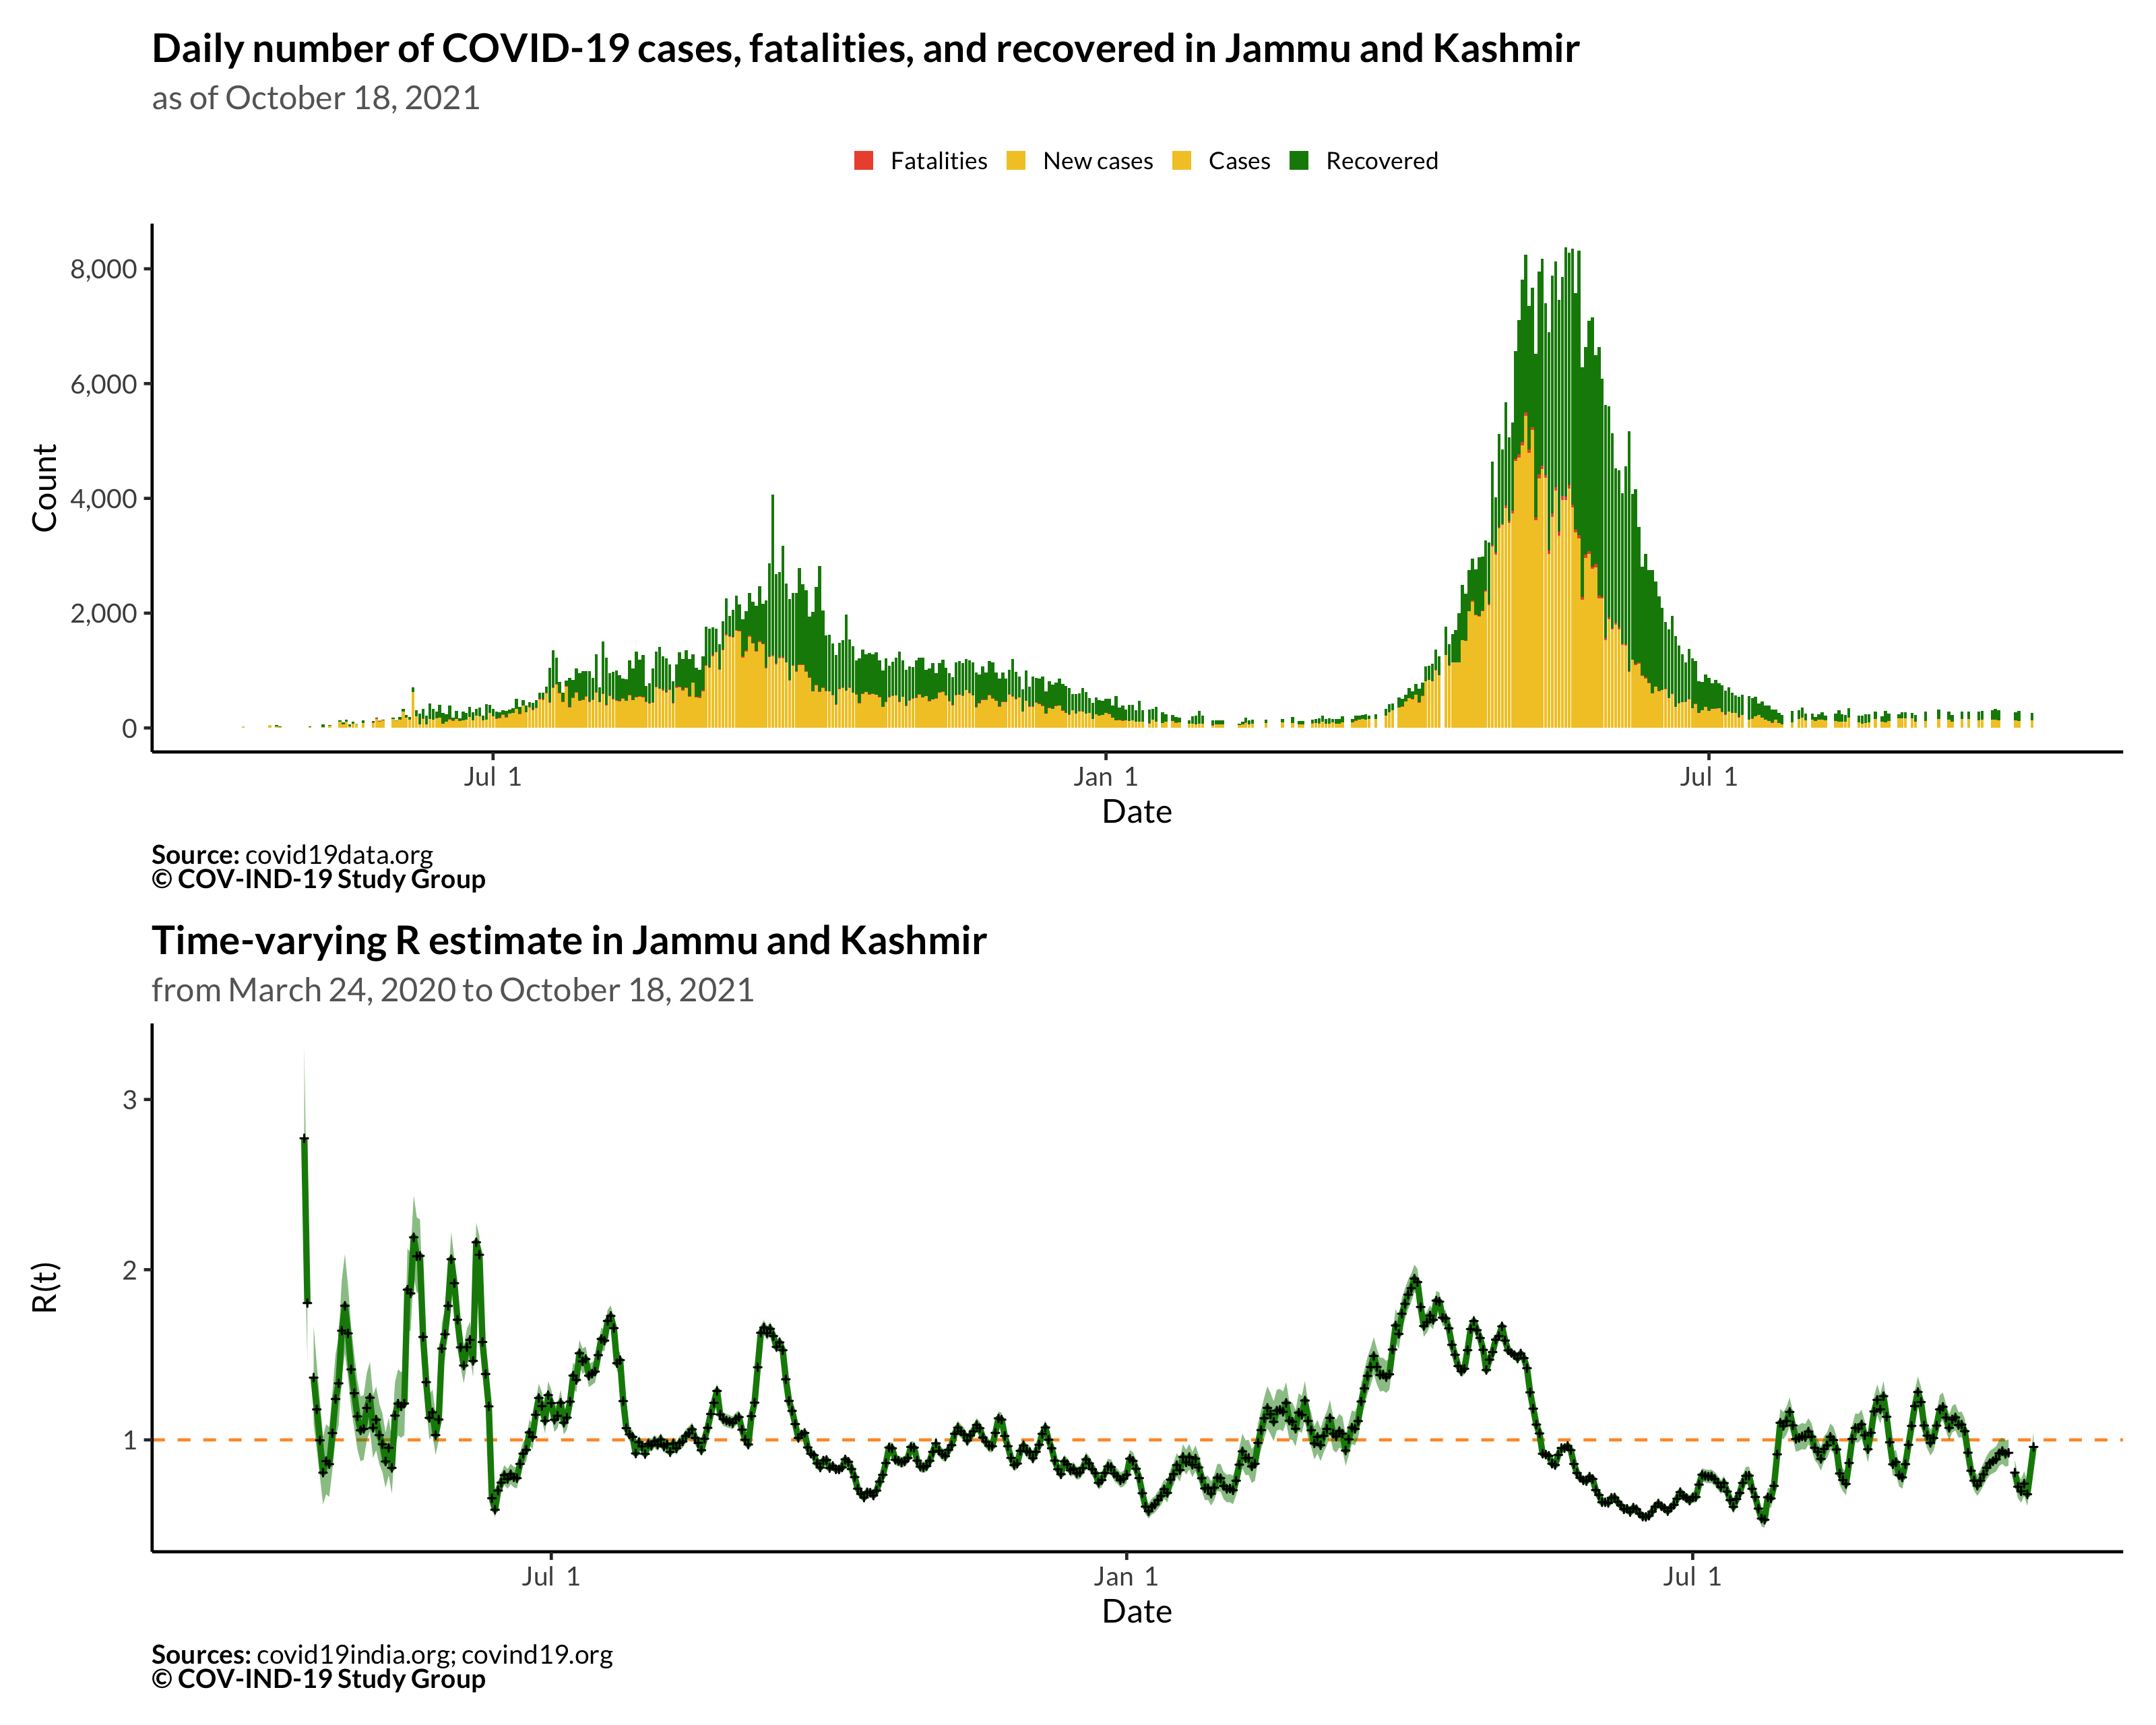 Daily number of COVID-19 cases, fatalities, and recovered in Jammu and Kashmir
as of October 18, 2021
Fatalities New cases Cases Recovered
Count
8,000
6,000
4,000
2,000
0
Jul 1 Jan 1 Jul 1
Date
Source: covid19data.org
© COV-IND-19 Study Group
Time-varying R estimate in Jammu and Kashmir
from March 24, 2020 to October 18, 2021
R(t)
3
2
1
Jul 1 Jan 1 Jul 1
Date
Sources: covid19india.org; covind19.org
© COV-IND-19 Study Group